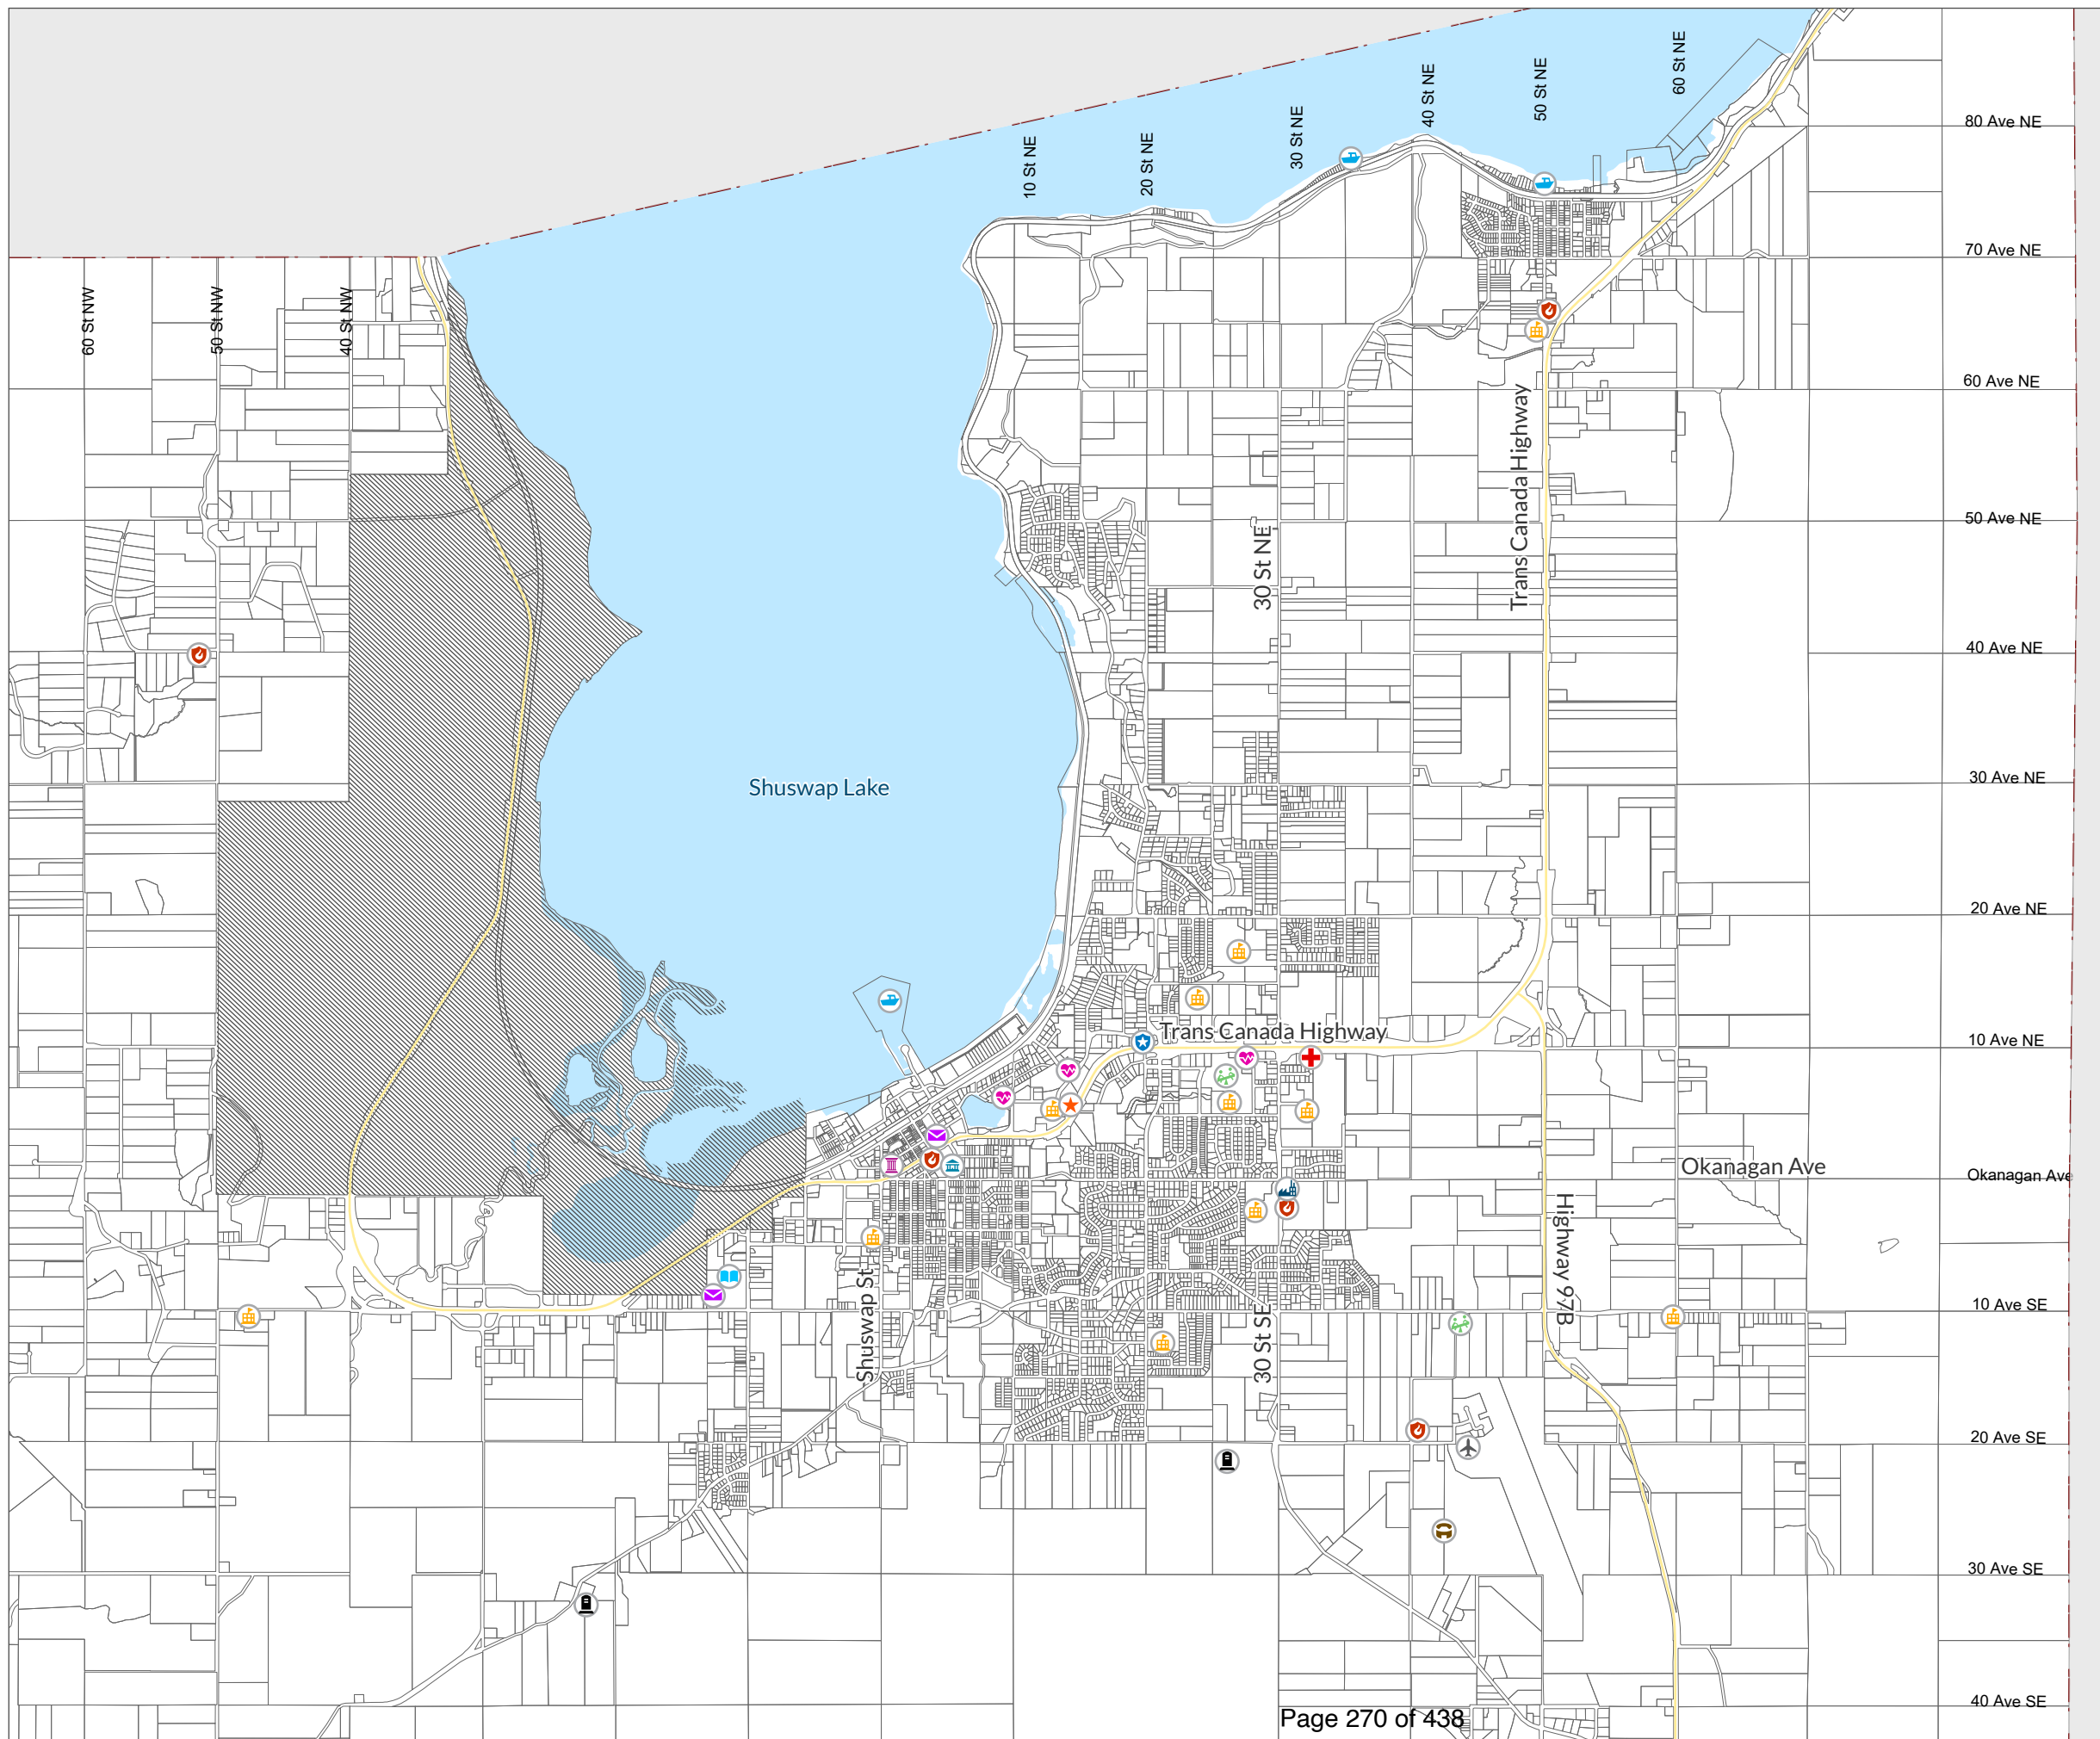 60 St NE
50 St NE
40 St NE
30 St NE
20 St NE
10 St NE
80 Ave NE
70 Ave NE
60 St NW
50 St NW
40 St NW
60 Ave NE
Trans Canada Highway
50 Ave NE
30 St NE
40 Ave NE
Shuswap Lake
30 Ave NE
20 Ave NE
Trans Canada Highway
10 Ave NE
Okanagan Ave
Okanagan Ave
Highway 97B
Shuswap St
30 St SE
10 Ave SE
20 Ave SE
30 Ave SE
40 Ave SE
Page 270 of 438